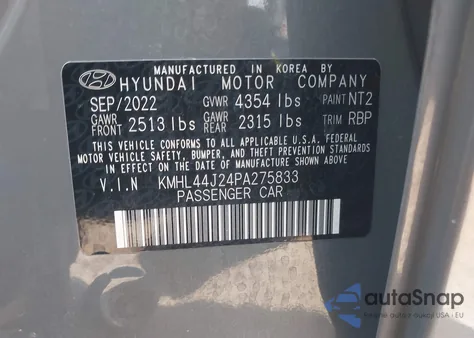 MANUFACTURED IN KOREA BY
HYUNDAI MOTOR COMPANY
SEP/2022 GVWR 4354 lbs PAINT NT2
GAWR FRONT 2513 lbs GAWR REAR 2315 lbs TRIM RBP
THIS VEHICLE CONFORMS TO ALL APPLICABLE U.S.A. FEDERAL
MOTOR VEHICLE SAFETY, BUMPER, AND THEFT PREVENTION STANDARDS
IN EFFECT ON THE DATE OF MANUFACTURE SHOWN ABOVE.
V.I.N KMHL44J24PA275833
PASSENGER CAR
autoSnap